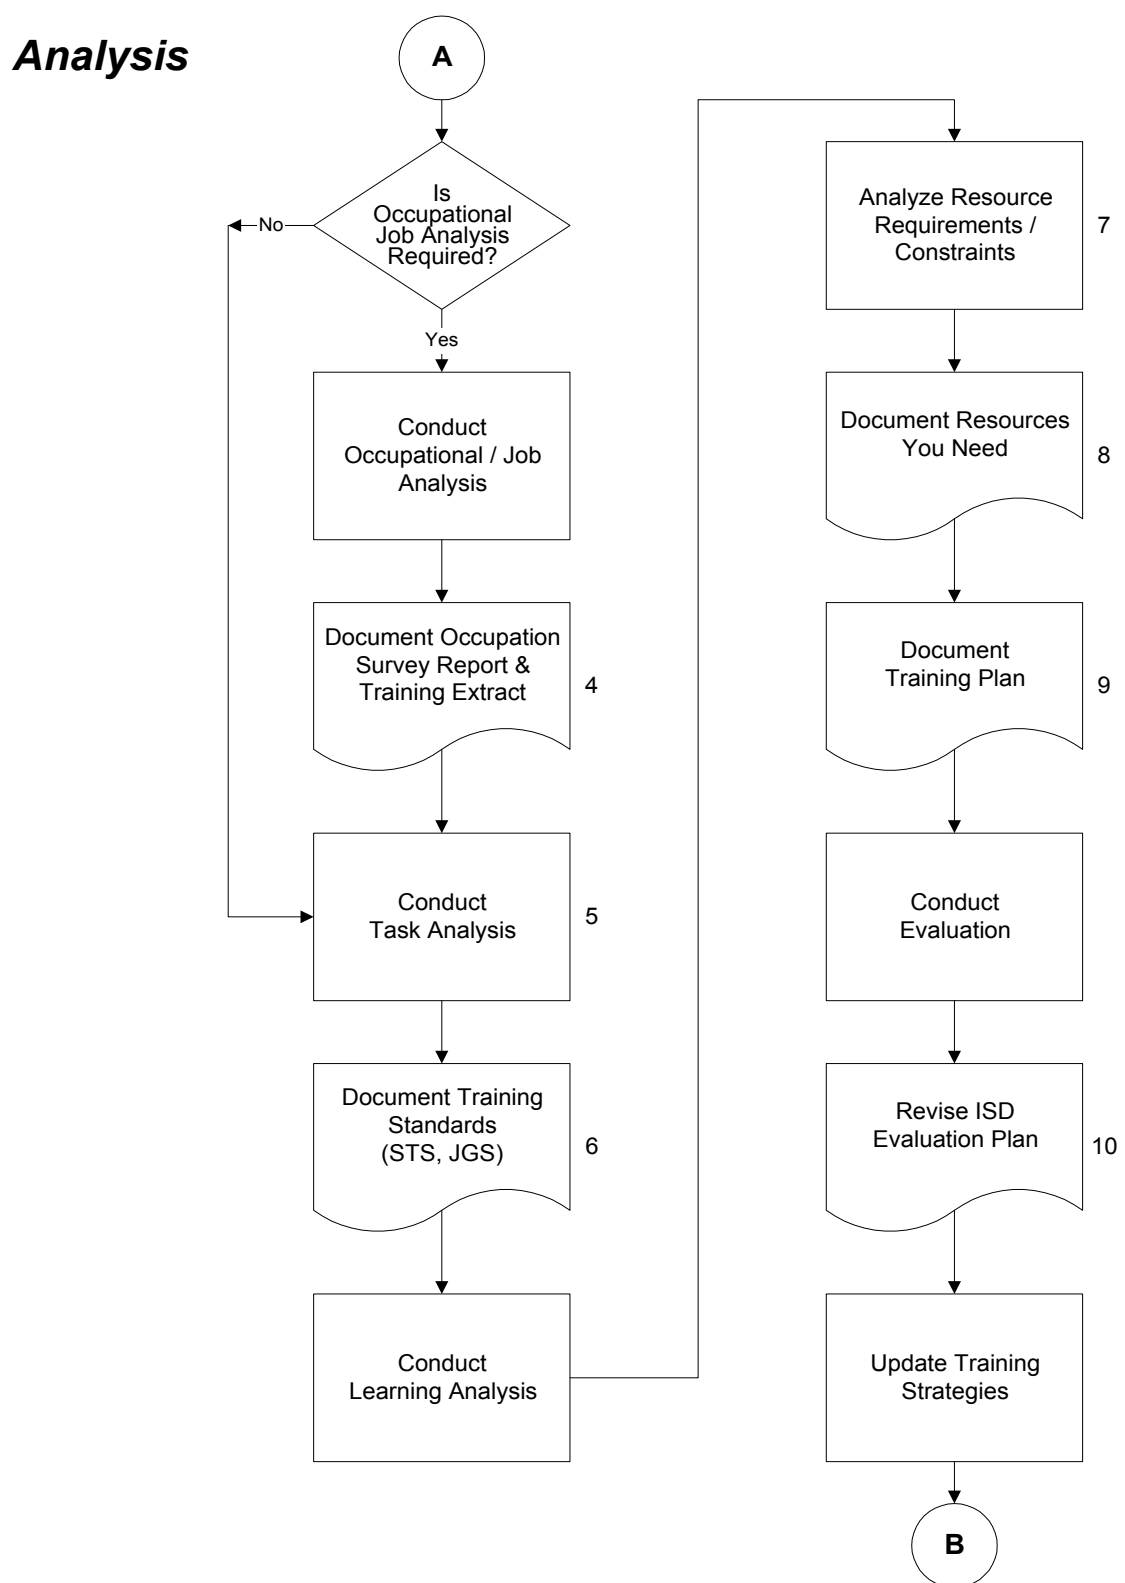 Analysis
A
Is
Occupational
Job Analysis
Required?
No
Yes
Conduct
Occupational / Job
Analysis
Document Occupation
Survey Report &
Training Extract
4
Conduct
Task Analysis
5
Document Training
Standards
(STS, JGS)
6
Conduct
Learning Analysis
Analyze Resource
Requirements /
Constraints
7
Document Resources
You Need
8
Document
Training Plan
9
Conduct
Evaluation
Revise ISD
Evaluation Plan
10
Update Training
Strategies
B